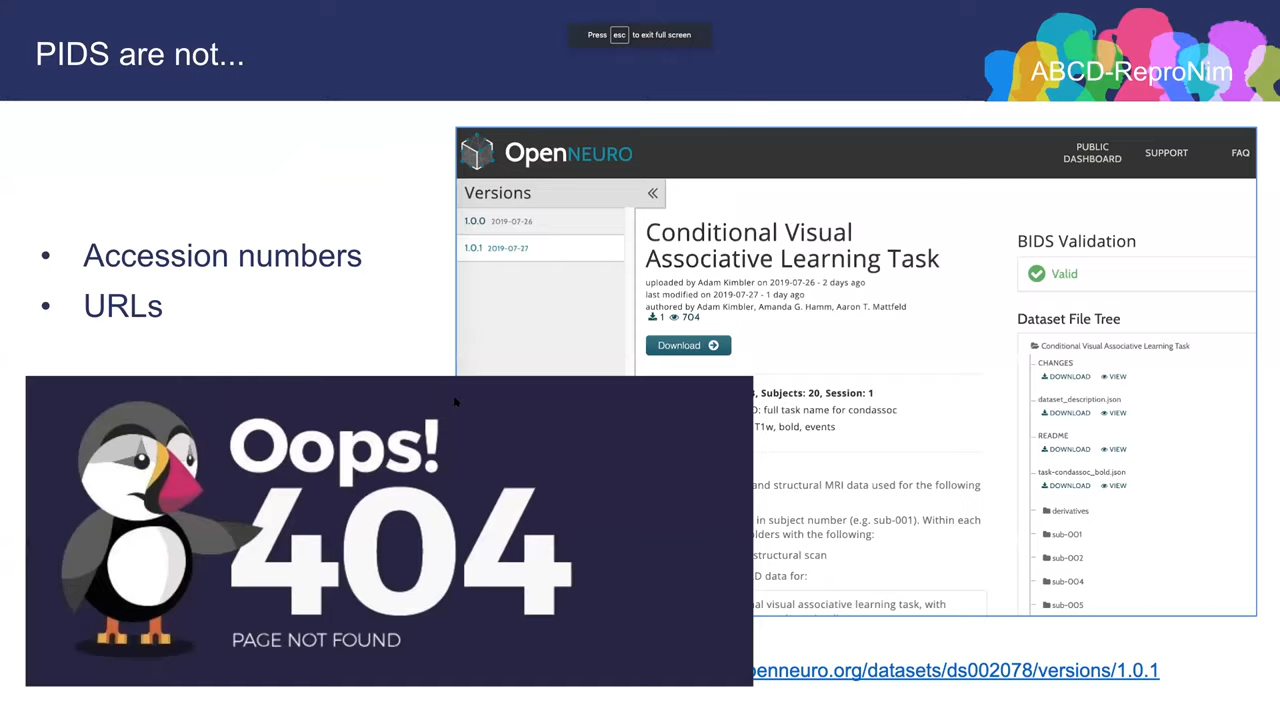 PIDS are not...
Press esc to exit full screen
ABCD-ReproNim
• Accession numbers
• URLs
OpenNEURO
PUBLIC DASHBOARD
SUPPORT
FAQ
Versions
1.0.0 2019-07-26
1.0.1 2019-07-27
Conditional Visual
Associative Learning Task
uploaded by Adam Kimbler on 2019-07-26 - 2 days ago
last modified on 2019-07-27 - 1 day ago
authored by Adam Kimbler, Amanda G. Hamm, Aaron T. Mattfeld
1 704
Download
, Subjects: 20, Session: 1
: full task name for condassoc
T1w, bold, events
and structural MRI data used for the following
in subject number (e.g. sub-001). Within each
lders with the following:
structural scan
D data for:
al visual associative learning task, with
BIDS Validation
Valid
Dataset File Tree
Conditional Visual Associative Learning Task
CHANGES
DOWNLOAD VIEW
dataset_description.json
DOWNLOAD VIEW
README
DOWNLOAD VIEW
task-condassoc_bold.json
DOWNLOAD VIEW
derivatives
sub-001
sub-002
sub-004
sub-005
Oops!
404
PAGE NOT FOUND
penneuro.org/datasets/ds002078/versions/1.0.1